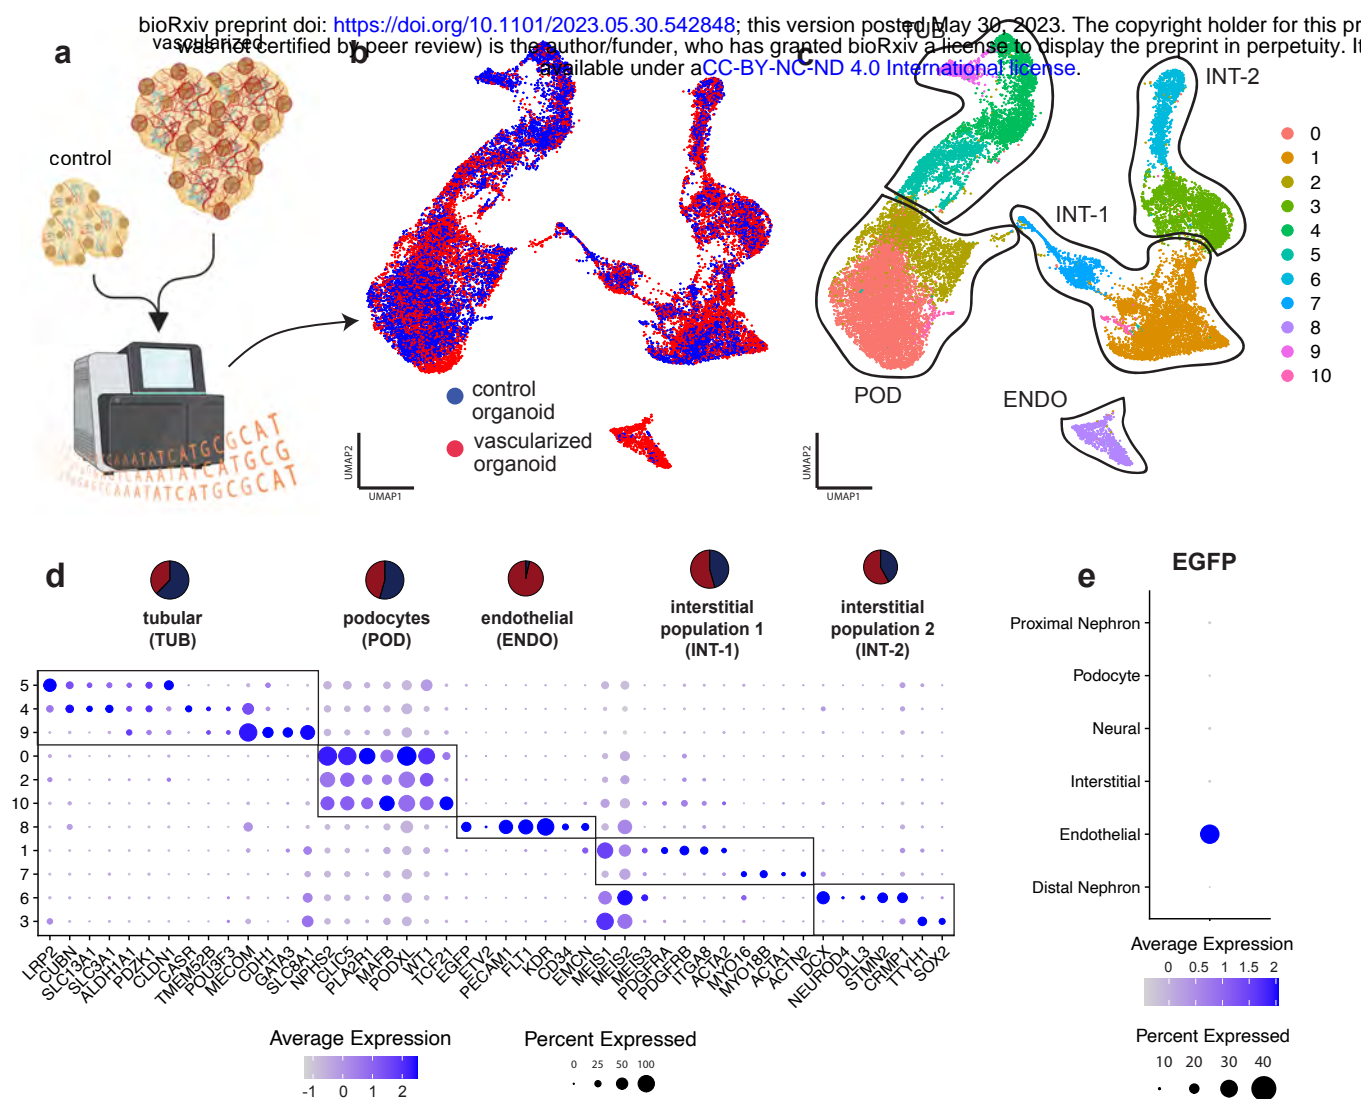 bioRxiv preprint doi: https://doi.org/10.1101/2023.05.30.542848; this version posted May 30, 2023. The copyright holder for this pr
was not certified by peer review) is the author/funder, who has granted bioRxiv a license to display the preprint in perpetuity. It
available under aCC-BY-NC-ND 4.0 International license.
a
vascularized
control
CAAATATCATGCGCAT
AAATATCATGCG
TCAAATATCATGCGCAT
b
control
organoid
vascularized
organoid
UMAP2
UMAP1
c
TUB
INT-2
INT-1
POD
ENDO
UMAP2
UMAP1
0
1
2
3
4
5
6
7
8
9
10
d
tubular
(TUB)
podocytes
(POD)
endothelial
(ENDO)
interstitial
population 1
(INT-1)
interstitial
population 2
(INT-2)
5
4
9
0
2
10
8
1
7
6
3
LRP2
CUBN
SLC13A1
SLC3A1
ALDH1A1
PDZK1
CLDN1
CASR
TMEM52B
POU3F3
MECOM
CDH1
GATA3
SLC8A1
NPHS2
CLIC5
PLA2R1
MAFB
PODXL
WT1
TCF21
EGFP
ETV2
PECAM1
FLT1
KDR
CD34
EMCN
MEIS1
MEIS2
MEIS3
PDGFRA
PDGFRB
ITGA8
ACTA2
MYO16
MYO18B
ACTA1
ACTN2
DCX
NEUROD4
DLL3
STMN2
CRMP1
TTYH1
SOX2
Average Expression
-1 0 1 2
Percent Expressed
0 25 50 100
e
EGFP
Proximal Nephron
Podocyte
Neural
Interstitial
Endothelial
Distal Nephron
Average Expression
0 0.5 1 1.5 2
Percent Expressed
10 20 30 40